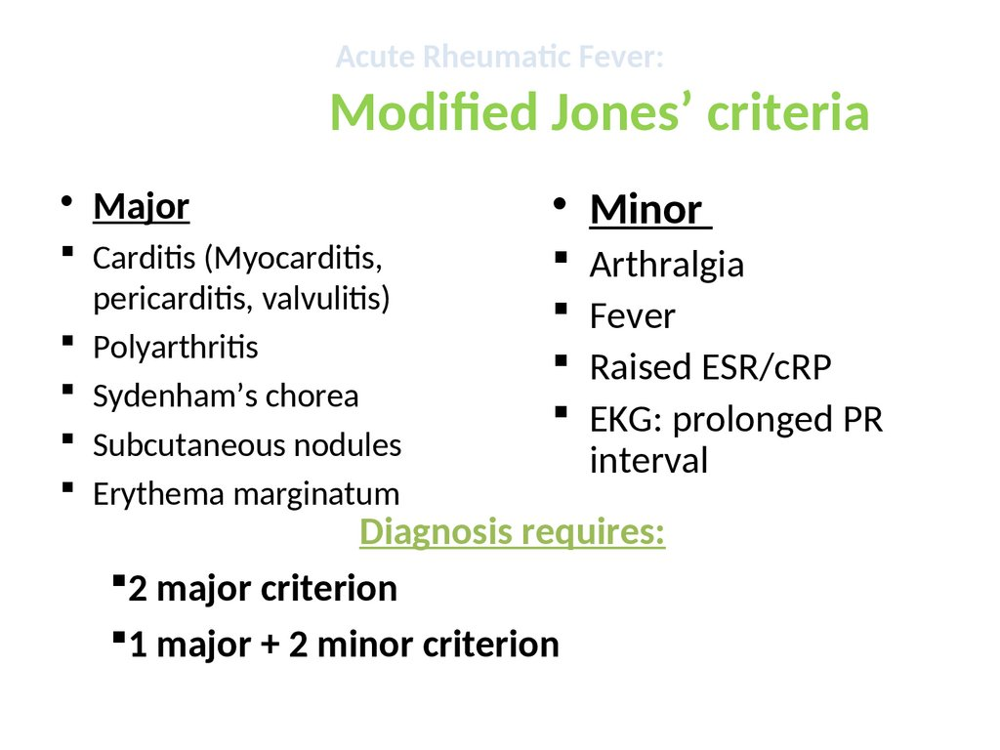 Acute Rheumatic Fever:
Modified Jones’ criteria
• Major
▪ Carditis (Myocarditis,
pericarditis, valvulitis)
▪ Polyarthritis
▪ Sydenham’s chorea
▪ Subcutaneous nodules
▪ Erythema marginatum
• Minor
▪ Arthralgia
▪ Fever
▪ Raised ESR/cRP
▪ EKG: prolonged PR
interval
Diagnosis requires:
▪2 major criterion
▪1 major + 2 minor criterion